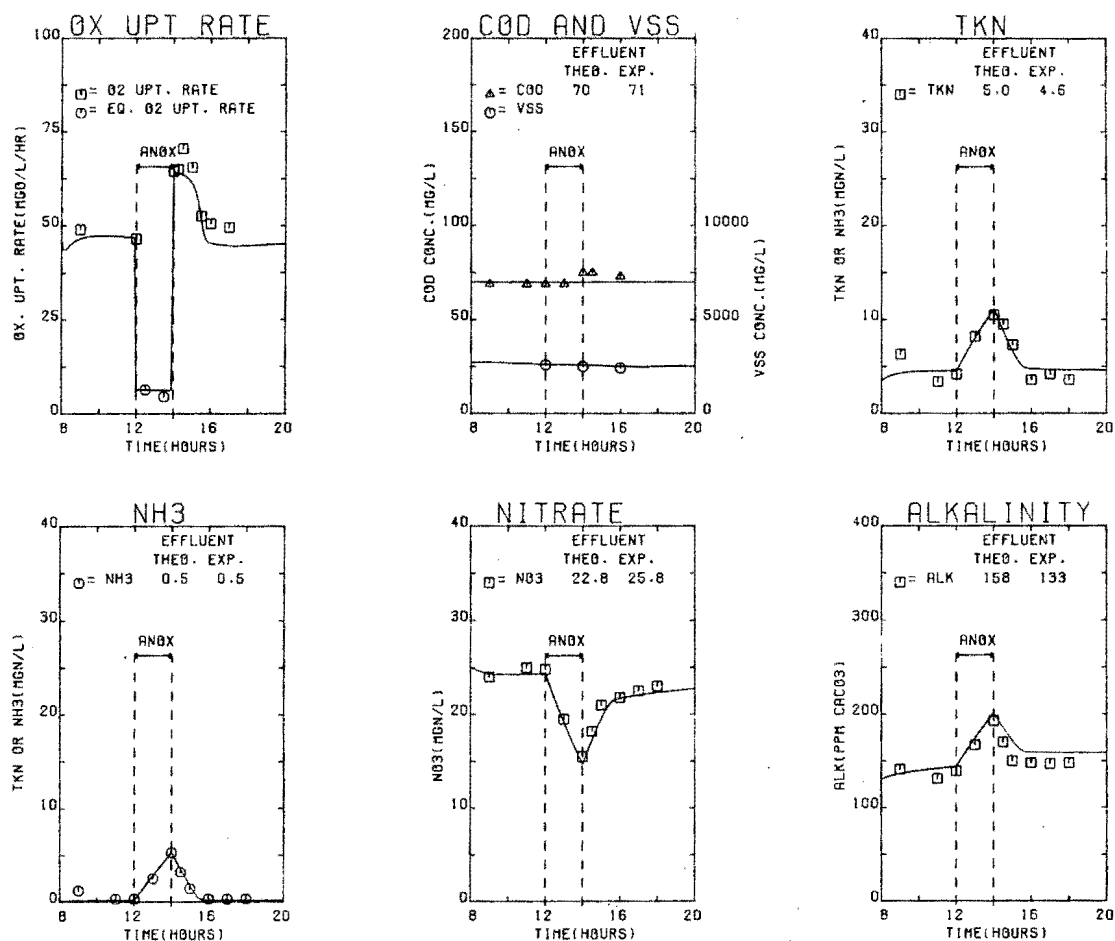 OX UPT RATE
100
75
50
25
0
OX. UPT. RATE(MGO/L/HR)
= O2 UPT. RATE
= EQ. O2 UPT. RATE
ANOX
8 12 16 20
TIME(HOURS)
COD AND VSS
200
150
100
50
0
COD CONC.(MG/L)
EFFLUENT
THEO. EXP.
= COD 70 71
= VSS
ANOX
10000
5000
0
VSS CONC.(MG/L)
8 12 16 20
TIME(HOURS)
TKN
20
15
10
5
0
TKN OR NH3(MGN/L)
EFFLUENT
THEO. EXP.
= TKN 5.0 4.6
ANOX
8 12 16 20
TIME(HOURS)
NH3
40
30
20
10
0
TKN OR NH3(MGN/L)
EFFLUENT
THEO. EXP.
= NH3 0.5 0.5
ANOX
8 12 16 20
TIME(HOURS)
NITRATE
40
30
20
10
0
NO3(MGN/L)
EFFLUENT
THEO. EXP.
= NO3 22.8 25.8
ANOX
8 12 16 20
TIME(HOURS)
ALKALINITY
400
300
200
100
0
ALK(PPM CACO3)
EFFLUENT
THEO. EXP.
= ALK 158 133
ANOX
8 12 16 20
TIME(HOURS)